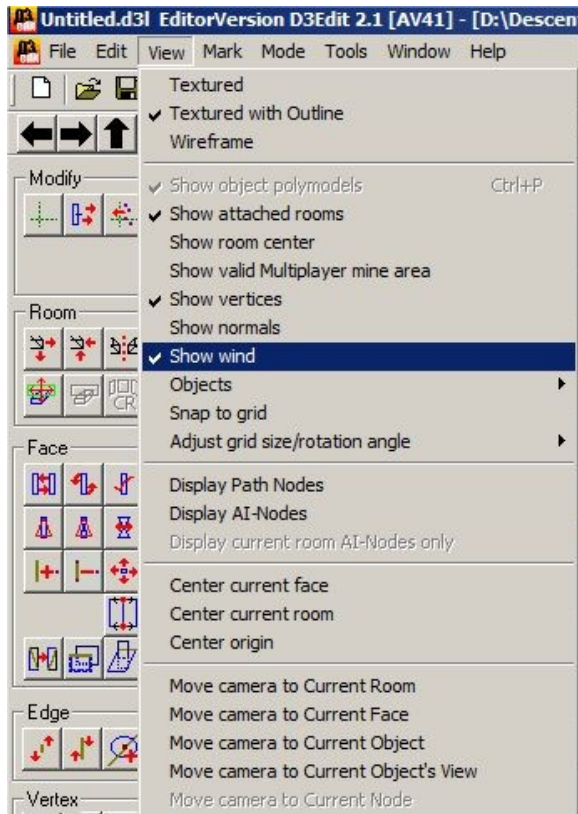 Untitled.d3l EditorVersion D3Edit 2.1 [AV41] - [D:\Descen
File Edit View Mark Mode Tools Window Help
Textured
Textured with Outline
Wireframe
Modify
Show object polymodels Ctrl+P
Show attached rooms
Show room center
Show valid Multiplayer mine area
Room
Show vertices
Show normals
Show wind
Objects
Snap to grid
Adjust grid size/rotation angle
Face
Display Path Nodes
Display AI-Nodes
Display current room AI-Nodes only
Center current face
Center current room
Center origin
Move camera to Current Room
Edge
Move camera to Current Face
Move camera to Current Object
Move camera to Current Object's View
Vertex
Move camera to Current Node